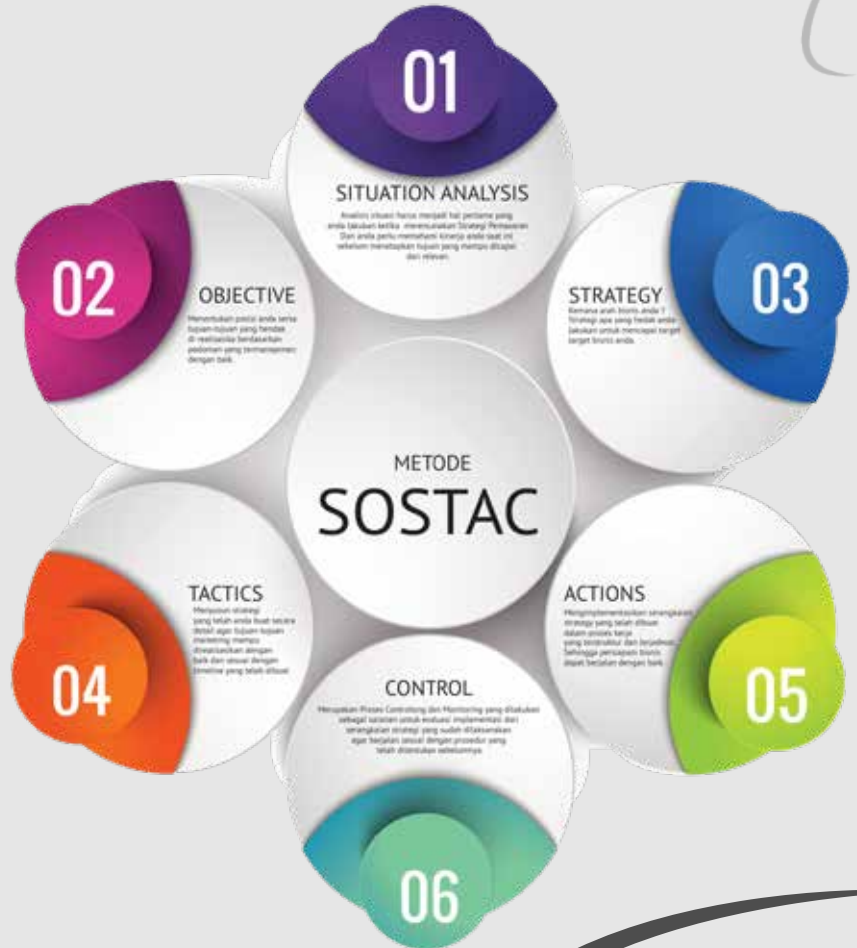 01
SITUATION ANALYSIS
Analisis situasi harus menjadi hal pertama yang
anda lakukan ketika merencanakan Strategi Pemasaran
Dan anda perlu memahami kinerja anda saat ini
sebelum menetapkan tujuan yang mampu dicapai
dan relevan.
02
OBJECTIVE
Menentukan posisi anda serta
tujuan-tujuan yang hendak
di realisasika berdasarkan
pedoman yang termanajemen
dengan baik.
03
STRATEGY
Kemana arah bisnis anda ?
Strategi apa yang hedak anda
lakukan untuk mencapai target
target bisnis anda.
METODE
SOSTAC
04
TACTICS
Menyusun strategi
yang telah anda buat secara
detail agar tujuan-tujuan
marketing mampu
direalisasikan dengan
baik dan sesuai dengan
timeline yang telah dibuat
05
ACTIONS
Mengimplementasikan serangkaian
strategy yang telah dibuat
dalam proses kerja
yang terstruktur dan
Sehingga persiapan bisnis
dapat berjalan dengan baik
CONTROL
Merupakan Proses Controlong dan Monitoring yang dilakukan
sebagai untuk evaluasi implementasi dari
serangkaian strategi yang sudah dilaksanakan
agar berjalan sesuai dengan prosedur yang
telah ditentukan sebelumnya.
06